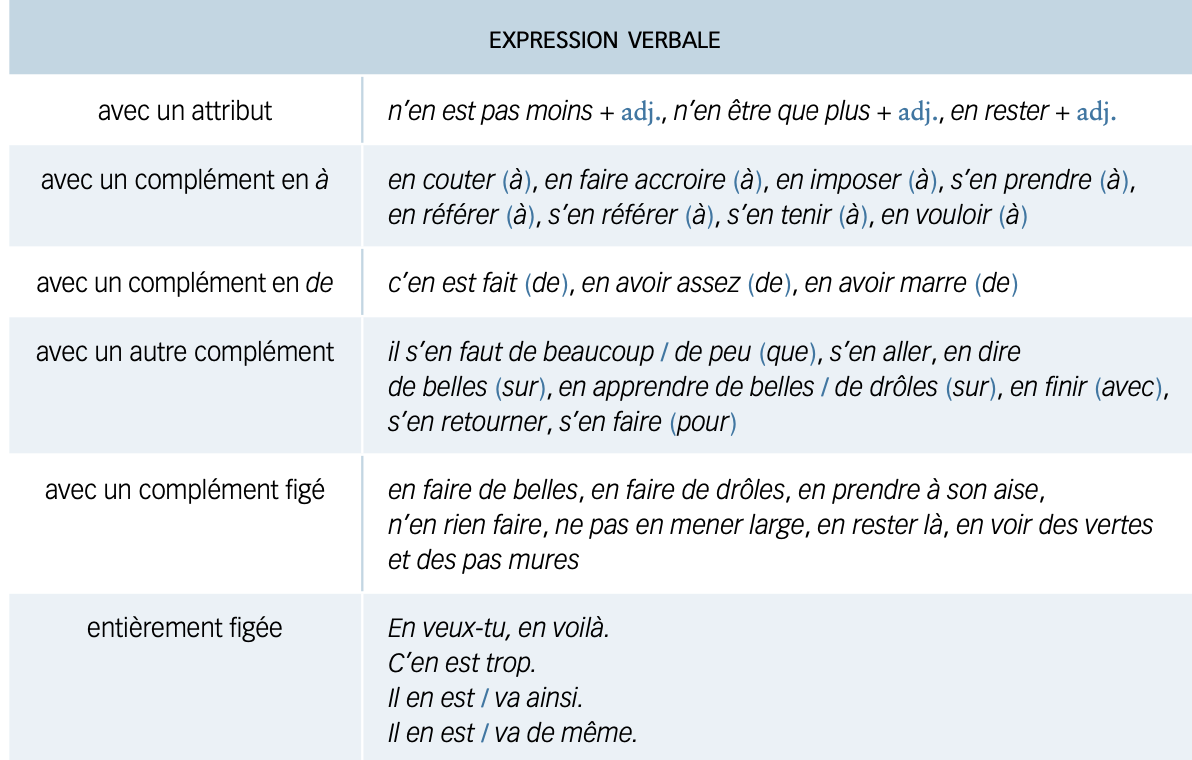 EXPRESSION VERBALE
avec un attribut
n’en est pas moins + adj., n’en être que plus + adj., en rester + adj.
avec un complément en à
en couter (à), en faire accroire (à), en imposer (à), s’en prendre (à),
en référer (à), s’en référer (à), s’en tenir (à), en vouloir (à)
avec un complément en de
c’en est fait (de), en avoir assez (de), en avoir marre (de)
avec un autre complément
il s’en faut de beaucoup / de peu (que), s’en aller, en dire
de belles (sur), en apprendre de belles / de drôles (sur), en finir (avec),
s’en retourner, s’en faire (pour)
avec un complément figé
en faire de belles, en faire de drôles, en prendre à son aise,
n’en rien faire, ne pas en mener large, en rester là, en voir des vertes
et des pas mures
entièrement figée
En veux-tu, en voilà.
C’en est trop.
Il en est / va ainsi.
Il en est / va de même.